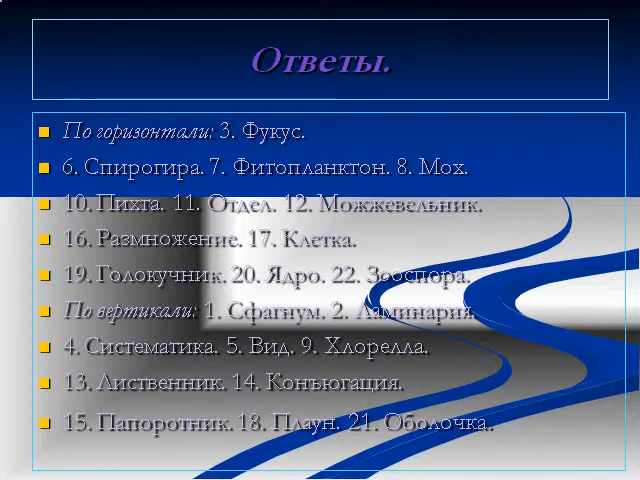 Ответы.
По горизонтали: 3. Фукус.
6. Спирогира. 7. Фитопланктон. 8. Мох.
10. Пихта. 11. Отдел. 12. Можжевельник.
16. Размножение. 17. Клетка.
19. Голокучник. 20. Ядро. 22. Зооспора.
По вертикали: 1. Сфагнум. 2. Ламинария.
4. Систематика. 5. Вид. 9. Хлорелла.
13. Лиственник. 14. Конъюгация.
15. Папоротник. 18. Плаун. 21. Оболочка.